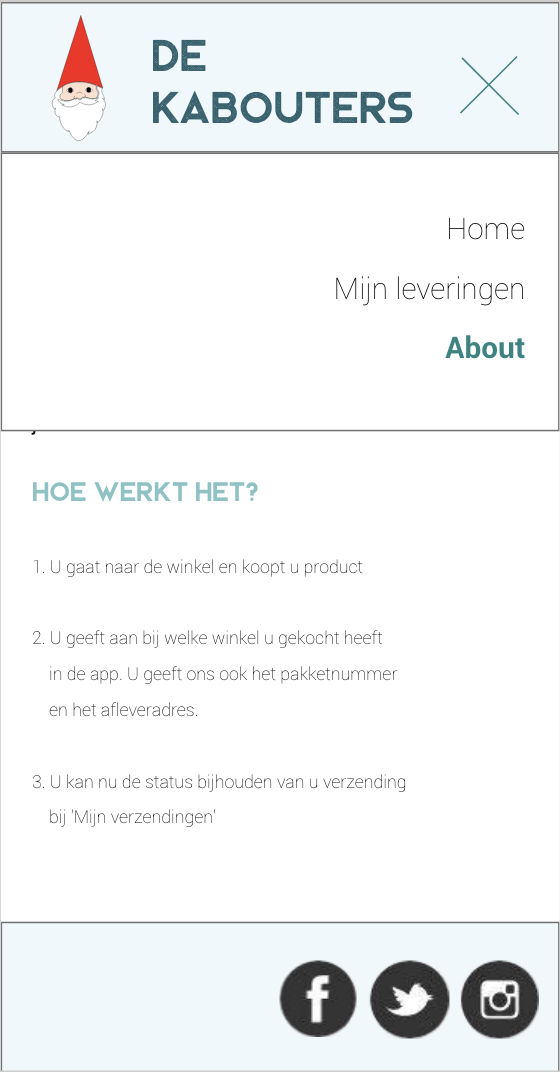 DE
KABOUTERS
Home
Mijn leveringen
About
HOE WERKT HET?
1. U gaat naar de winkel en koopt u product
2. U geeft aan bij welke winkel u gekocht heeft
in de app. U geeft ons ook het pakketnummer
en het afleveradres.
3. U kan nu de status bijhouden van u verzending
bij 'Mijn verzendingen'